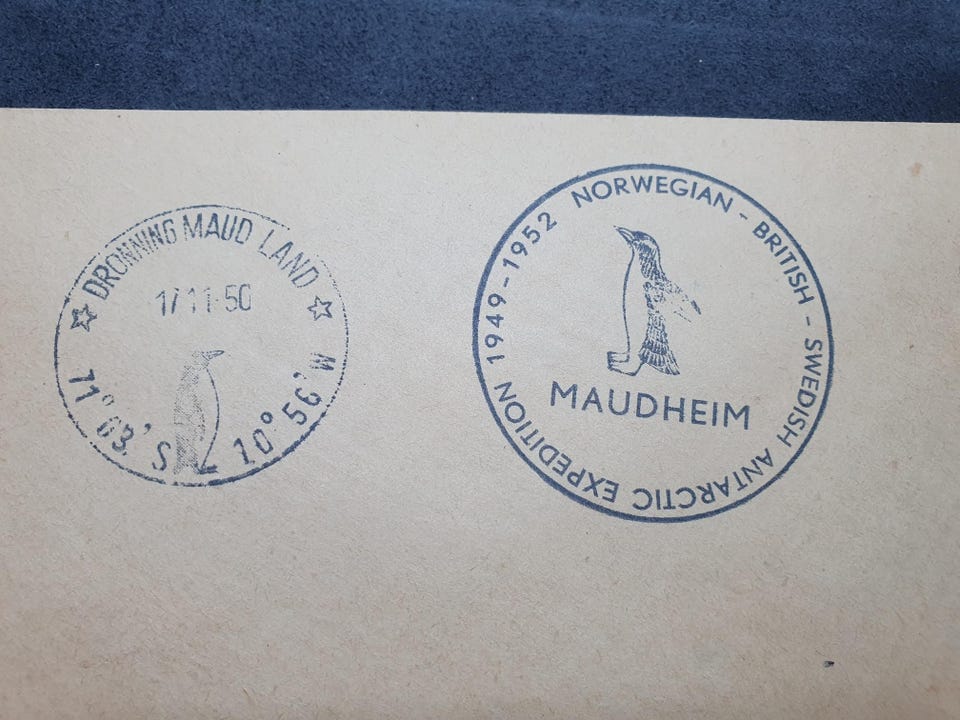 DRONNING MAUD LAND
17 11-50
71° 03' S 10° 56' W
NORWEGIAN - BRITISH - SWEDISH ANTARCTIC EXPEDITION 1949-1952
MAUDHEIM